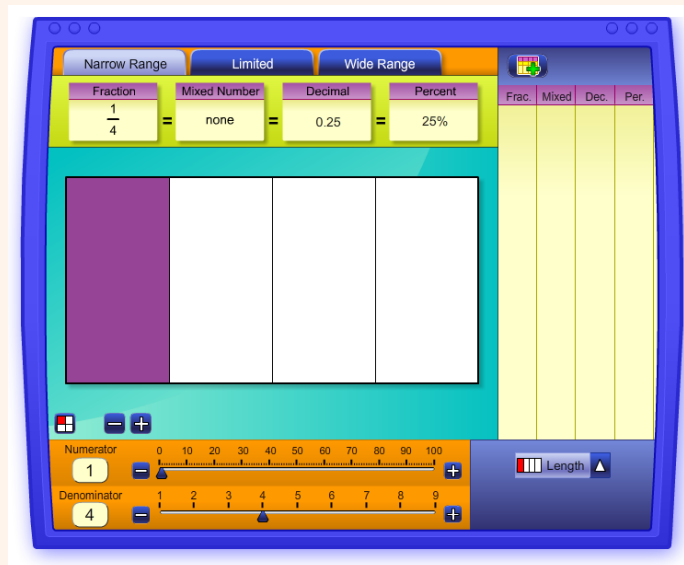 Narrow Range Limited Wide Range
Fraction Mixed Number Decimal Percent
1
4
= none = 0.25 = 25%
Frac. Mixed Dec. Per.
Numerator
1
0 10 20 30 40 50 60 70 80 90 100
Denominator
4
1 2 3 4 5 6 7 8 9
Length